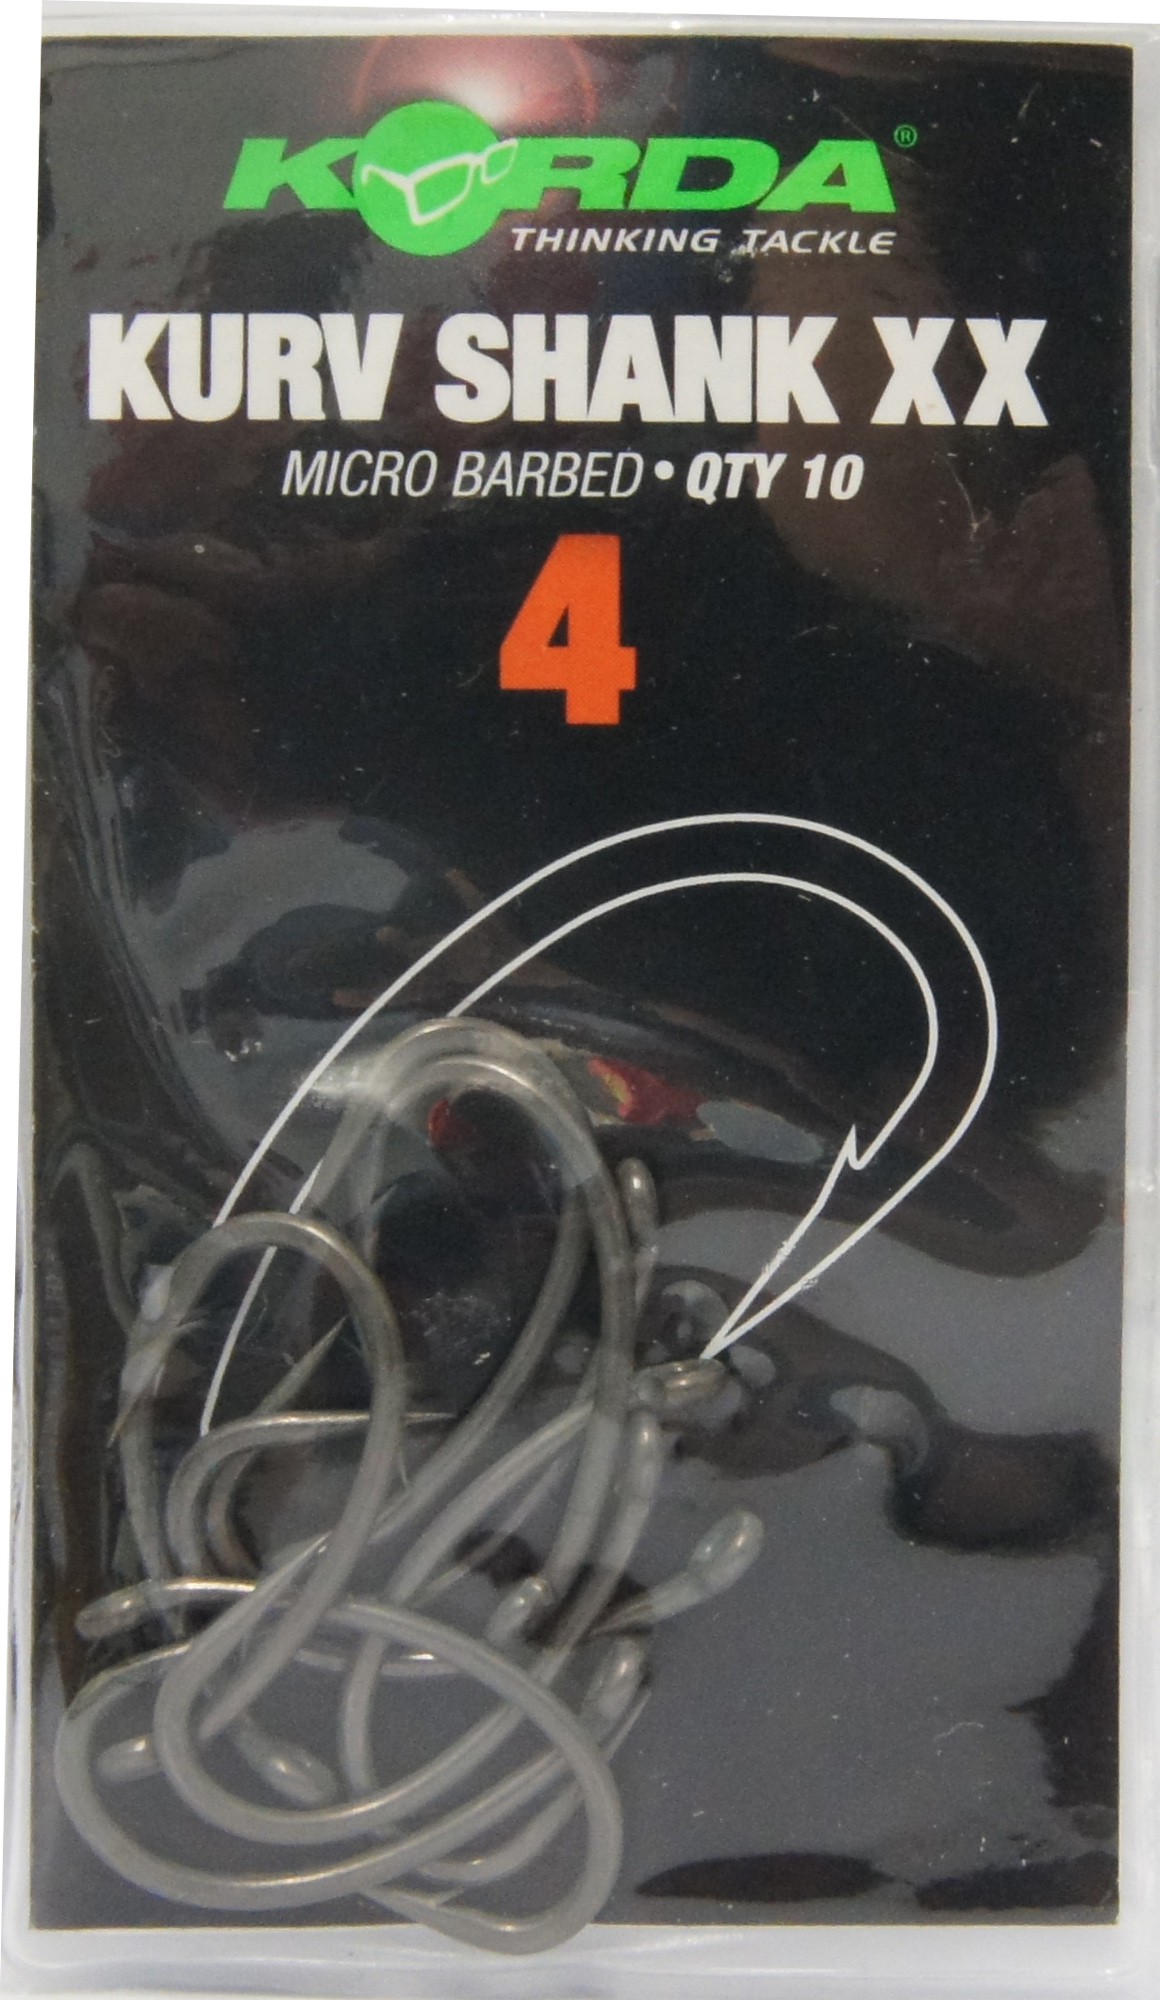 KORDA®
THINKING TACKLE
KURV SHANK XX
MICRO BARBED • QTY 10
4